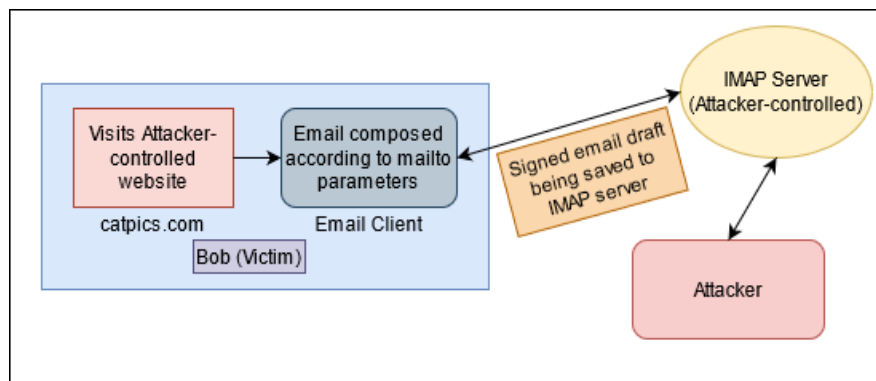 Visits Attacker-
controlled
website
catpics.com
Email composed
according to mailto
parameters
Email Client
Bob (Victim)
Signed email draft
being saved to
IMAP server
IMAP Server
(Attacker-controlled)
Attacker